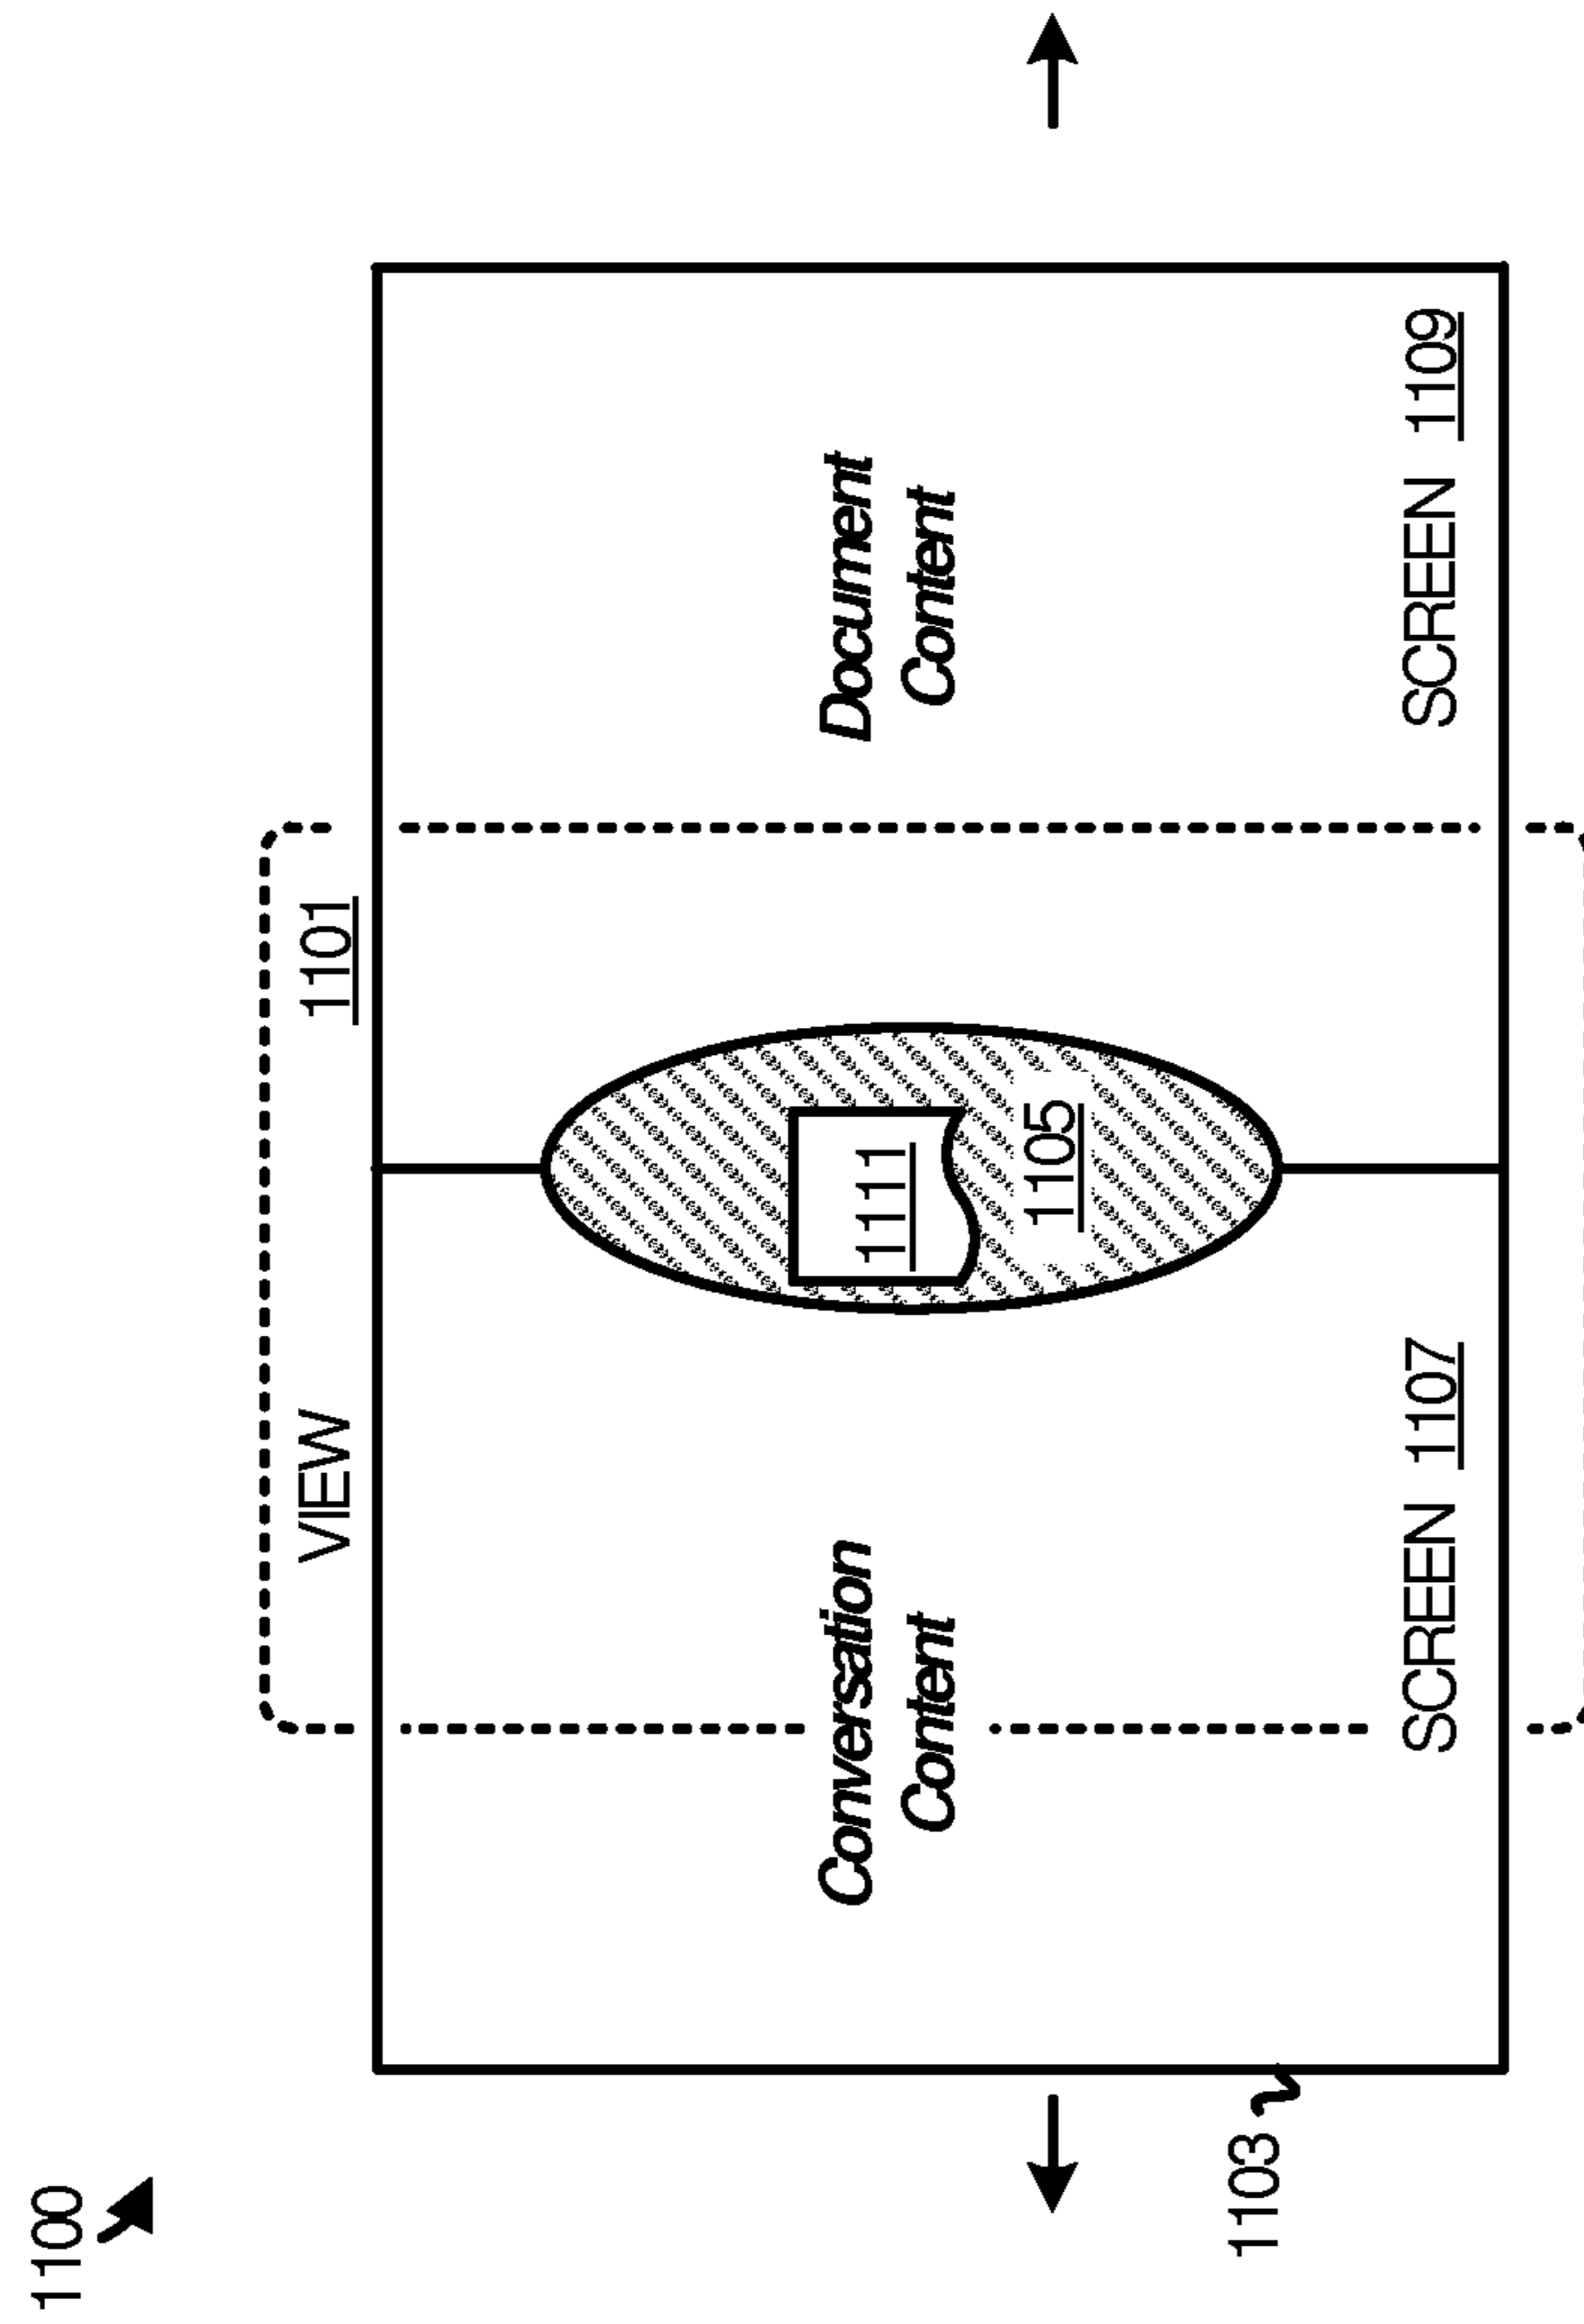 1100
VIEW 1101
Conversation
Content
Document
Content
1111
1105
SCREEN 1107
SCREEN 1109
1103